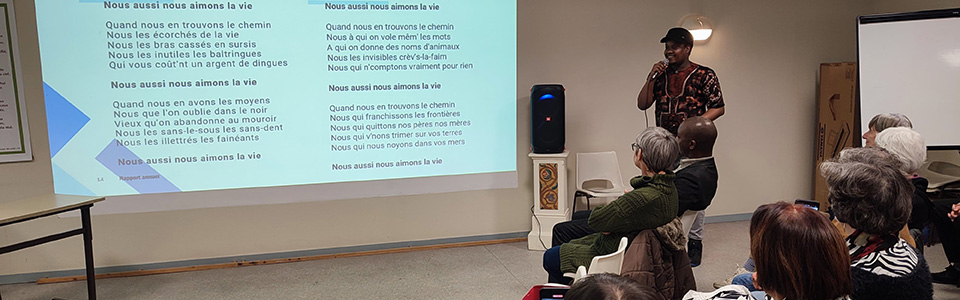 Nous aussi nous aimons la vie
Quand nous en trouvons le chemin
Nous les écorchés de la vie
Nous les bras cassés en sursis
Nous les inutiles les baltringues
Qui vous coût'nt un argent de dingues
Nous aussi nous aimons la vie
Quand nous en avons les moyens
Nous que l'on oublie dans le noir
Vieux qu'on abandonne au mouroir
Nous les sans-le-sous les sans-dent
Nous les illettrés les fainéants
Nous aussi nous aimons la vie
14 Rapport annuel
Nous aussi nous aimons la vie
Quand nous en trouvons le chemin
Nous à qui on vole mêm' les mots
A qui on donne des noms d'animaux
Nous les invisibles crèv's-la-faim
Nous qui n'comptons vraiment pour rien
Nous aussi nous aimons la vie
Quand nous en trouvons le chemin
Nous qui franchissons les frontières
Nous qui quittons nos pères nos mères
Nous qui v'nons trimer sur vos terres
Nous qui nous noyons dans vos mers
Nous aussi nous aimons la vie